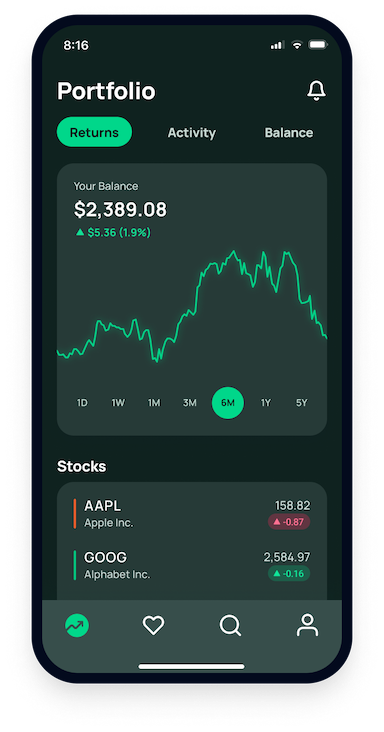 8:16
Portfolio
Returns Activity Balance
Your Balance
$2,389.08
▲ $5.36 (1.9%)
1D 1W 1M 3M 6M 1Y 5Y
Stocks
AAPL 158.82
Apple Inc. ▲ -0.87
GOOG 2,584.97
Alphabet Inc. ▲ -0.16